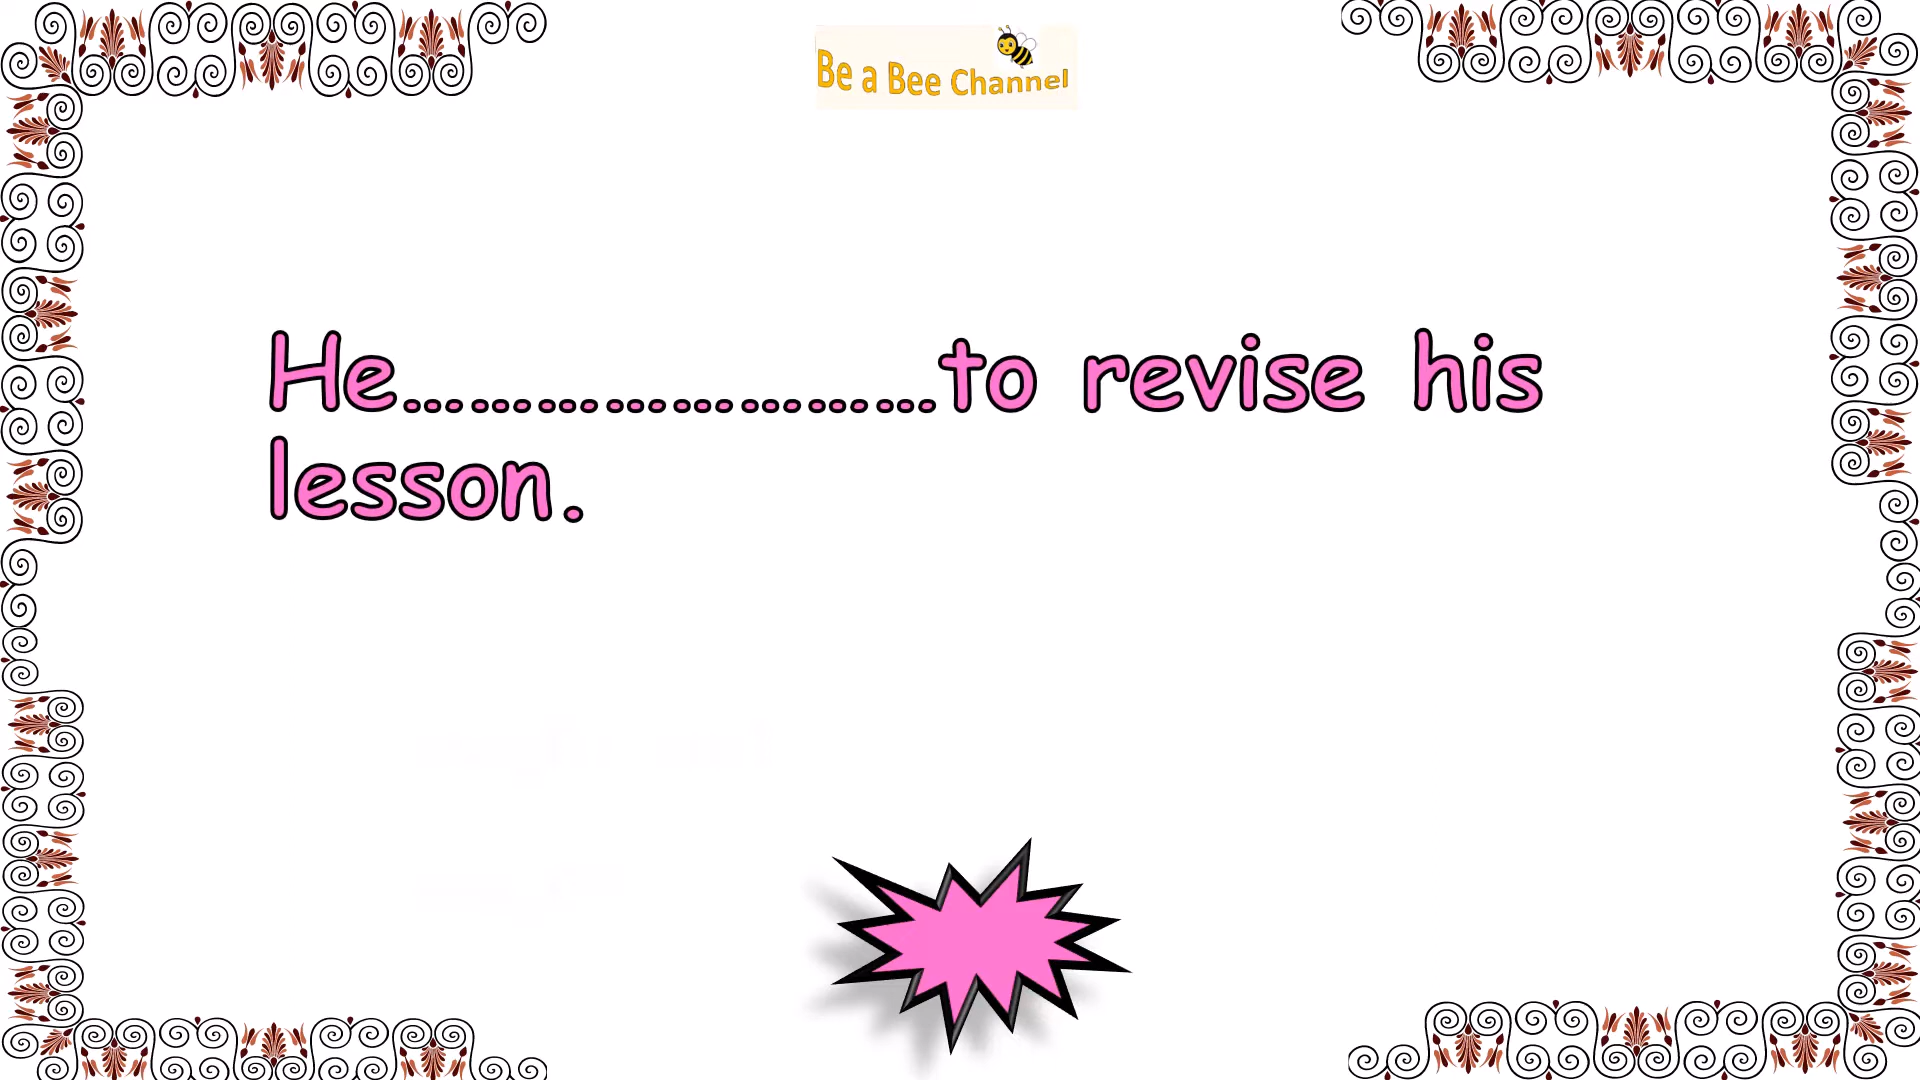 Be a Bee Channel
He........................to revise his
lesson.